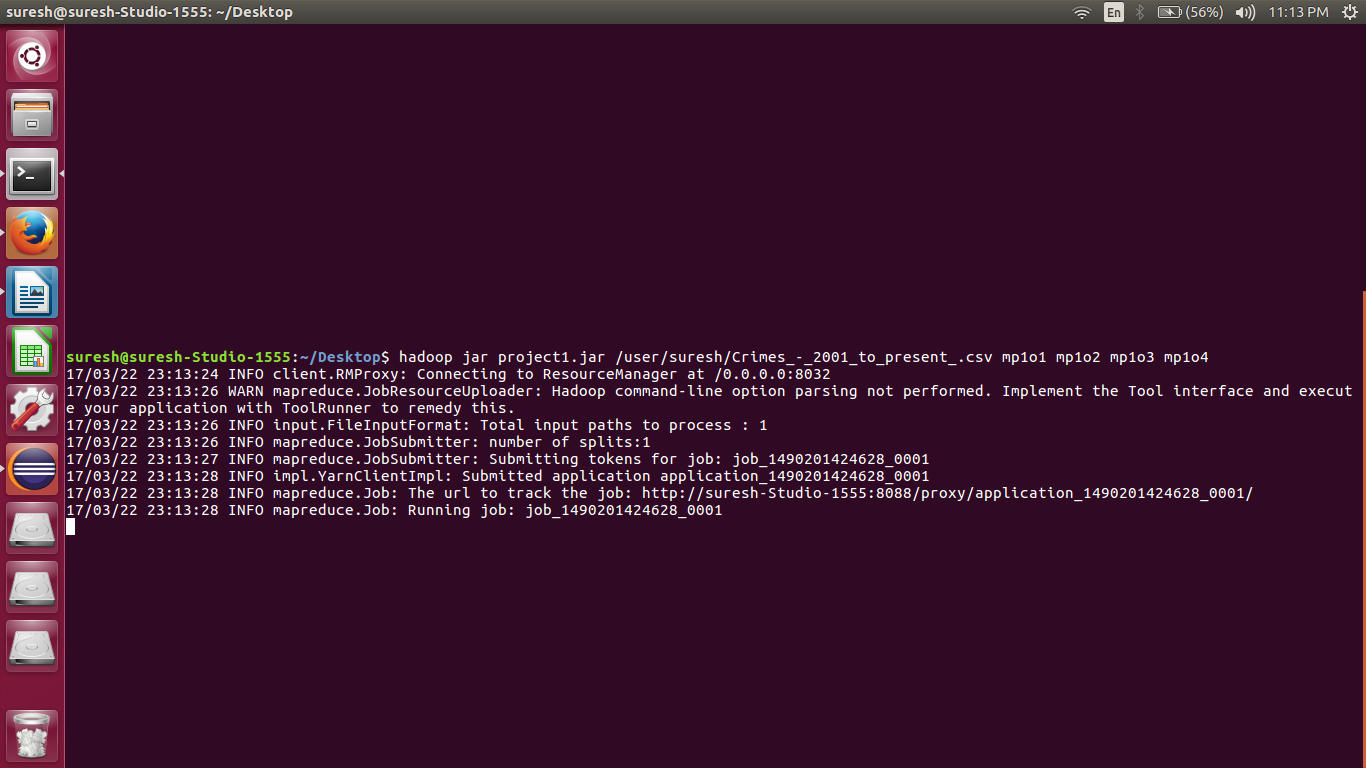 suresh@suresh-Studio-1555: ~/Desktop
En
(56%)
11:13 PM
suresh@suresh-Studio-1555:~/Desktop$ hadoop jar project1.jar /user/suresh/Crimes_-_2001_to_present_.csv mp1o1 mp1o2 mp1o3 mp1o4
17/03/22 23:13:24 INFO client.RMProxy: Connecting to ResourceManager at /0.0.0.0:8032
17/03/22 23:13:26 WARN mapreduce.JobResourceUploader: Hadoop command-line option parsing not performed. Implement the Tool interface and execut
e your application with ToolRunner to remedy this.
17/03/22 23:13:26 INFO input.FileInputFormat: Total input paths to process : 1
17/03/22 23:13:26 INFO mapreduce.JobSubmitter: number of splits:1
17/03/22 23:13:27 INFO mapreduce.JobSubmitter: Submitting tokens for job: job_1490201424628_0001
17/03/22 23:13:28 INFO impl.YarnClientImpl: Submitted application application_1490201424628_0001
17/03/22 23:13:28 INFO mapreduce.Job: The url to track the job: http://suresh-Studio-1555:8088/proxy/application_1490201424628_0001/
17/03/22 23:13:28 INFO mapreduce.Job: Running job: job_1490201424628_0001